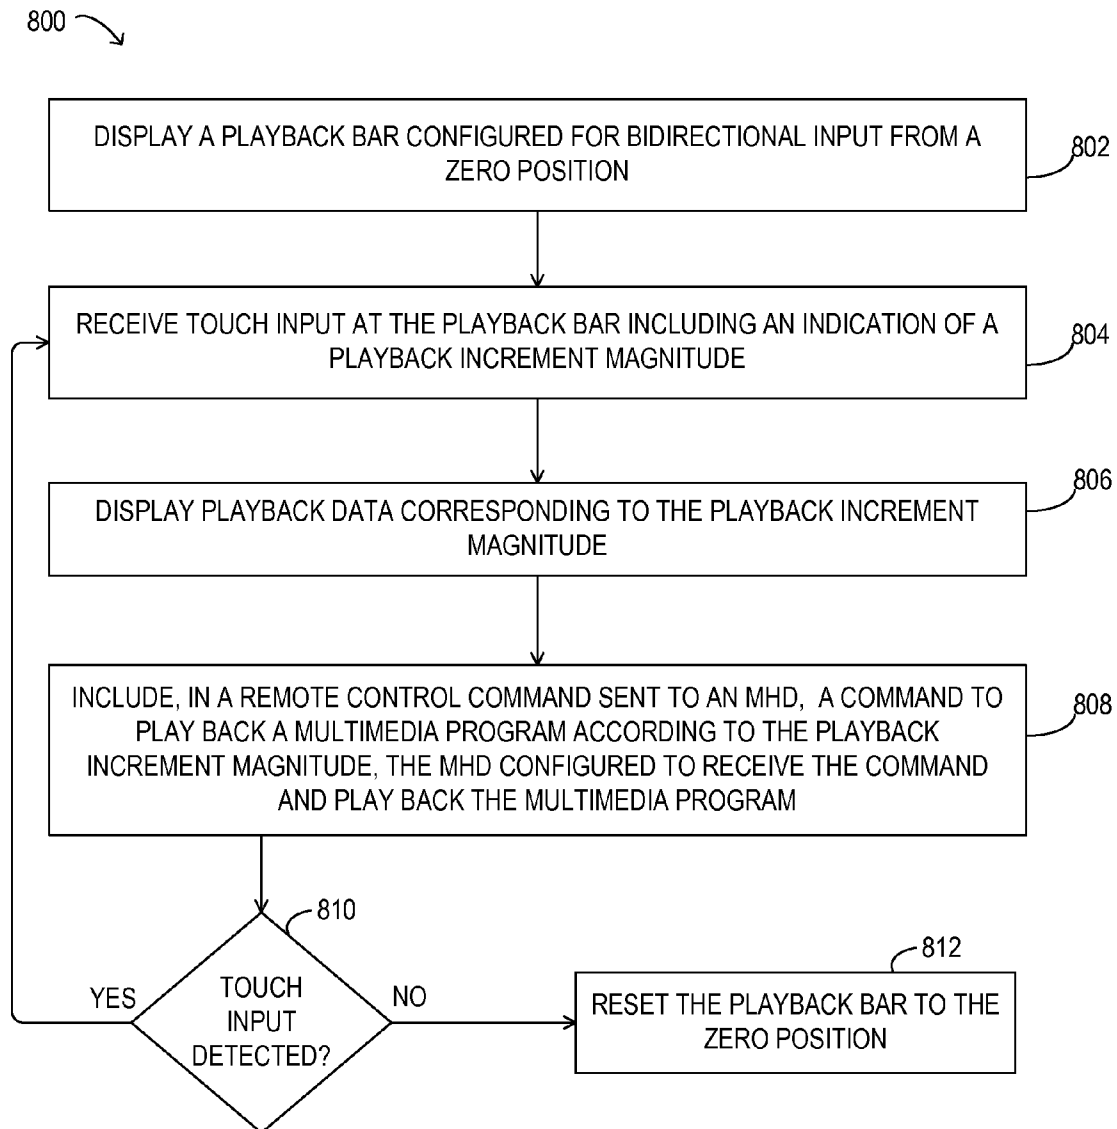 800
DISPLAY A PLAYBACK BAR CONFIGURED FOR BIDIRECTIONAL INPUT FROM A
ZERO POSITION
802
RECEIVE TOUCH INPUT AT THE PLAYBACK BAR INCLUDING AN INDICATION OF A
PLAYBACK INCREMENT MAGNITUDE
804
DISPLAY PLAYBACK DATA CORRESPONDING TO THE PLAYBACK INCREMENT
MAGNITUDE
806
INCLUDE, IN A REMOTE CONTROL COMMAND SENT TO AN MHD, A COMMAND TO
PLAY BACK A MULTIMEDIA PROGRAM ACCORDING TO THE PLAYBACK
INCREMENT MAGNITUDE, THE MHD CONFIGURED TO RECEIVE THE COMMAND
AND PLAY BACK THE MULTIMEDIA PROGRAM
808
810
YES
TOUCH
INPUT
DETECTED?
NO
812
RESET THE PLAYBACK BAR TO THE
ZERO POSITION